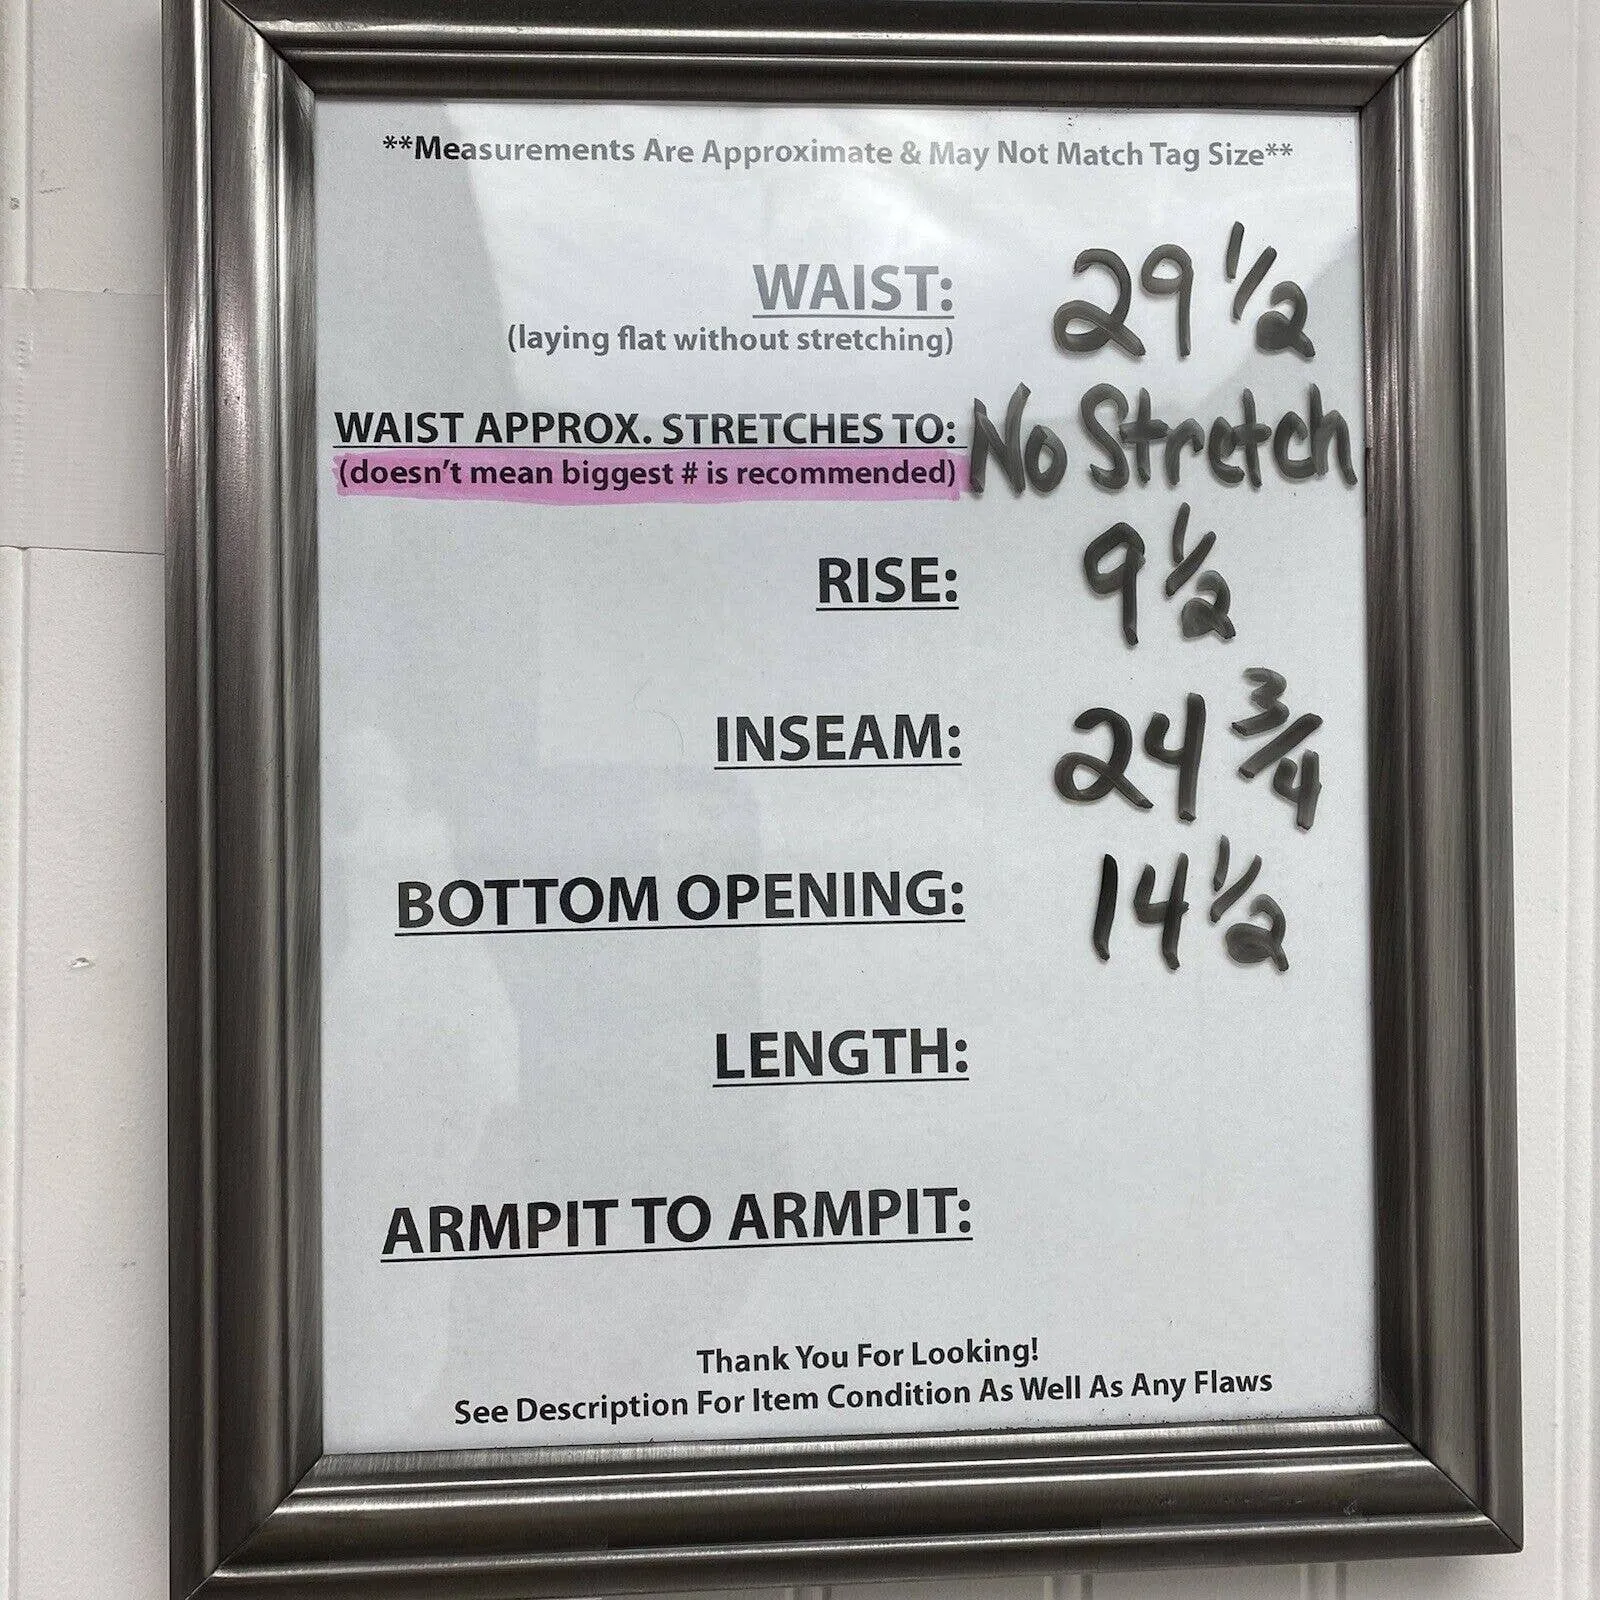 **Measurements Are Approximate & May Not Match Tag Size**
WAIST: 29 1/2
(laying flat without stretching)
WAIST APPROX. STRETCHES TO: No Stretch
(doesn't mean biggest # is recommended)
RISE: 9 1/2
INSEAM: 24 3/4
BOTTOM OPENING: 14 1/2
LENGTH:
ARMPIT TO ARMPIT:
Thank You For Looking!
See Description For Item Condition As Well As Any Flaws